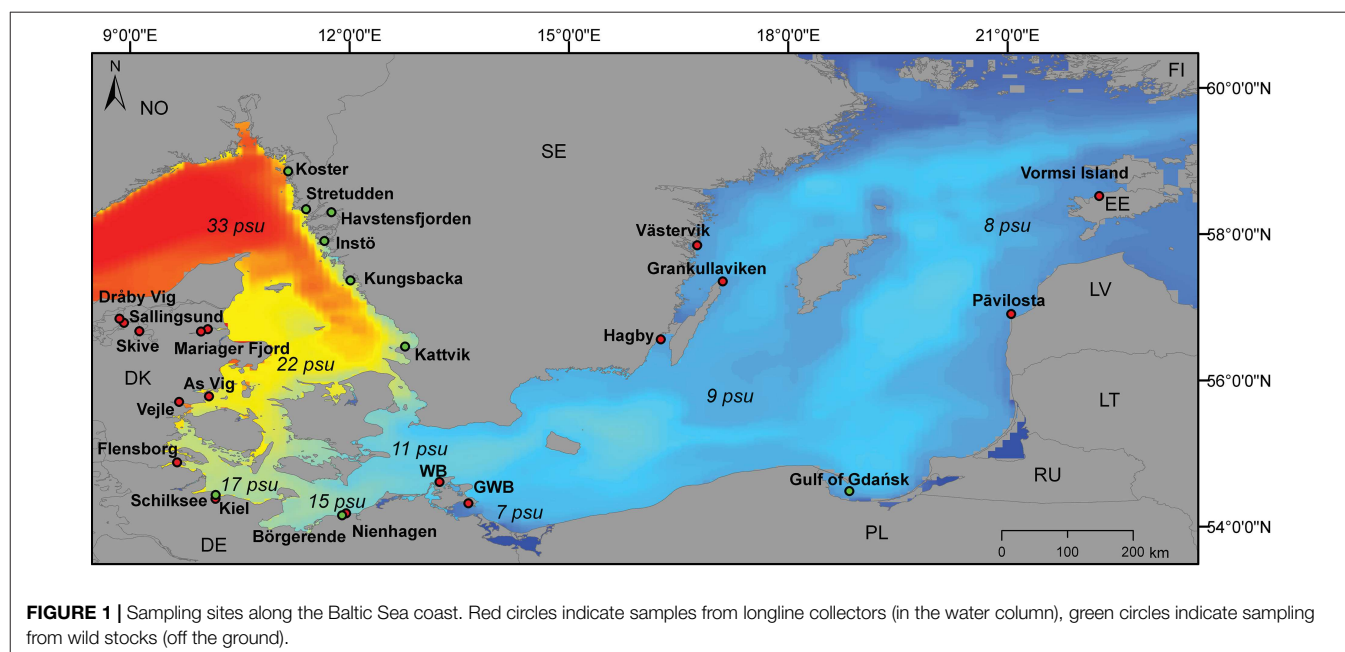 9°0'0"E 12°0'0"E 15°0'0"E 18°0'0"E 21°0'0"E
N
NO
FI
60°0'0"N
SE
Koster
Stretudden
Havstensfjorden
Vormsi Island
EE
33 psu
Instö
Västervik
8 psu
58°0'0"N
Kungsbacka
Grankullaviken
LV
Dråby Vig
Sallingsund
Pāvilosta
Skive
Mariager Fjord
Hagby
Kattvik
22 psu
DK
As Vig
56°0'0"N
Vejle
9 psu
LT
Flensborg
11 psu
WB
GWB
Gulf of Gdańsk
RU
17 psu
Schilksee
Kiel
15 psu
7 psu
Börgerende
Nienhagen
54°0'0"N
DE
PL
0 100 200 km
FIGURE 1 | Sampling sites along the Baltic Sea coast. Red circles indicate samples from longline collectors (in the water column), green circles indicate sampling
from wild stocks (off the ground).